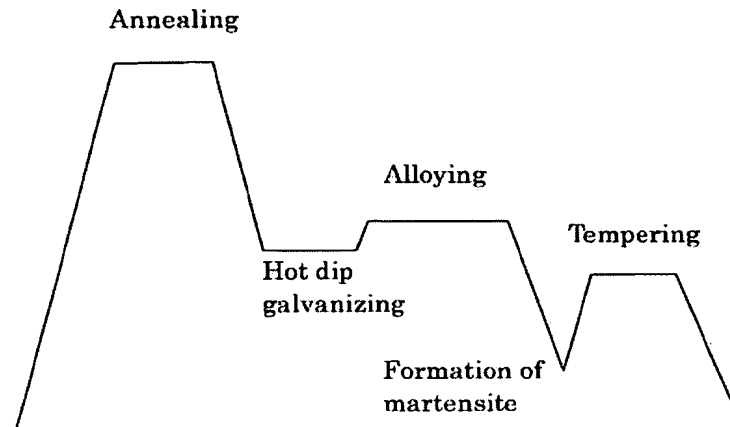 Annealing
Alloying
Tempering
Hot dip
galvanizing
Formation of
martensite